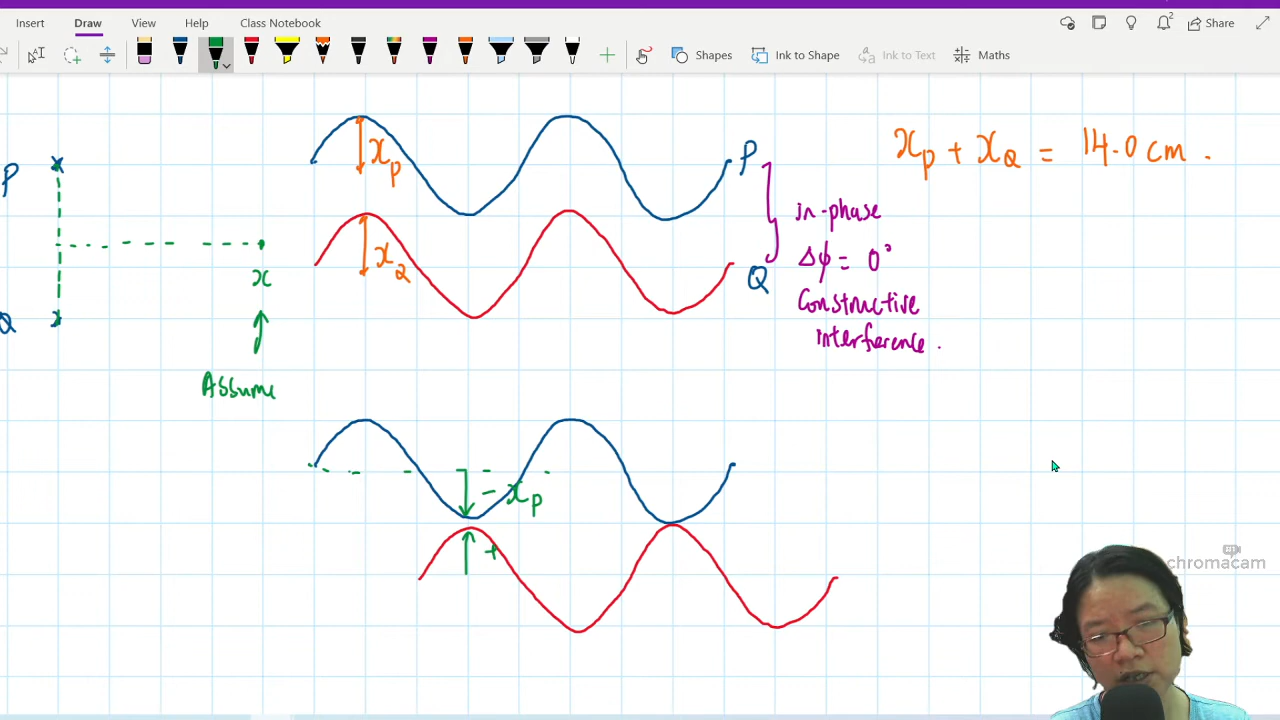 Insert Draw View Help Class Notebook
Share
Shapes Ink to Shape Ink to Text Maths
P
Q
x
Assume
xP
xQ
P
Q
in-phase
Δϕ = 0°
Constructive
interference.
xP + xQ = 14.0 cm.
- xP
+
chromacam